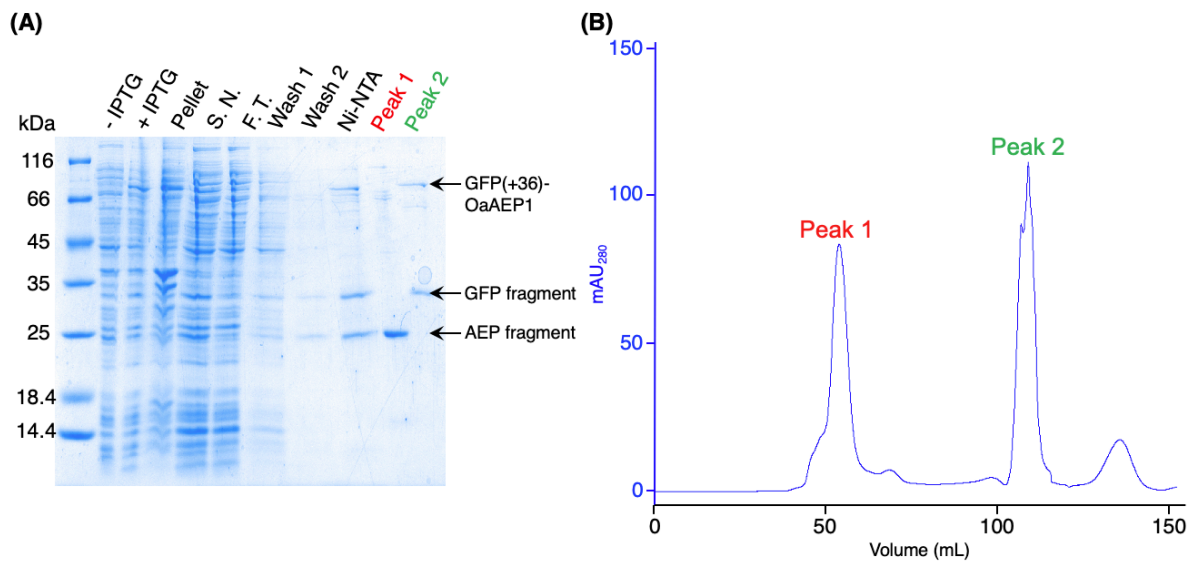 (A)
- IPTG
+ IPTG
Pellet
S. N.
F. T.
Wash 1
Wash 2
Ni-NTA
Peak 1
Peak 2
kDa
116
66
45
35
25
18.4
14.4
GFP(+36)-
OaAEP1
GFP fragment
AEP fragment
(B)
150
100
50
0
mAU280
Peak 1
Peak 2
0
50
100
150
Volume (mL)